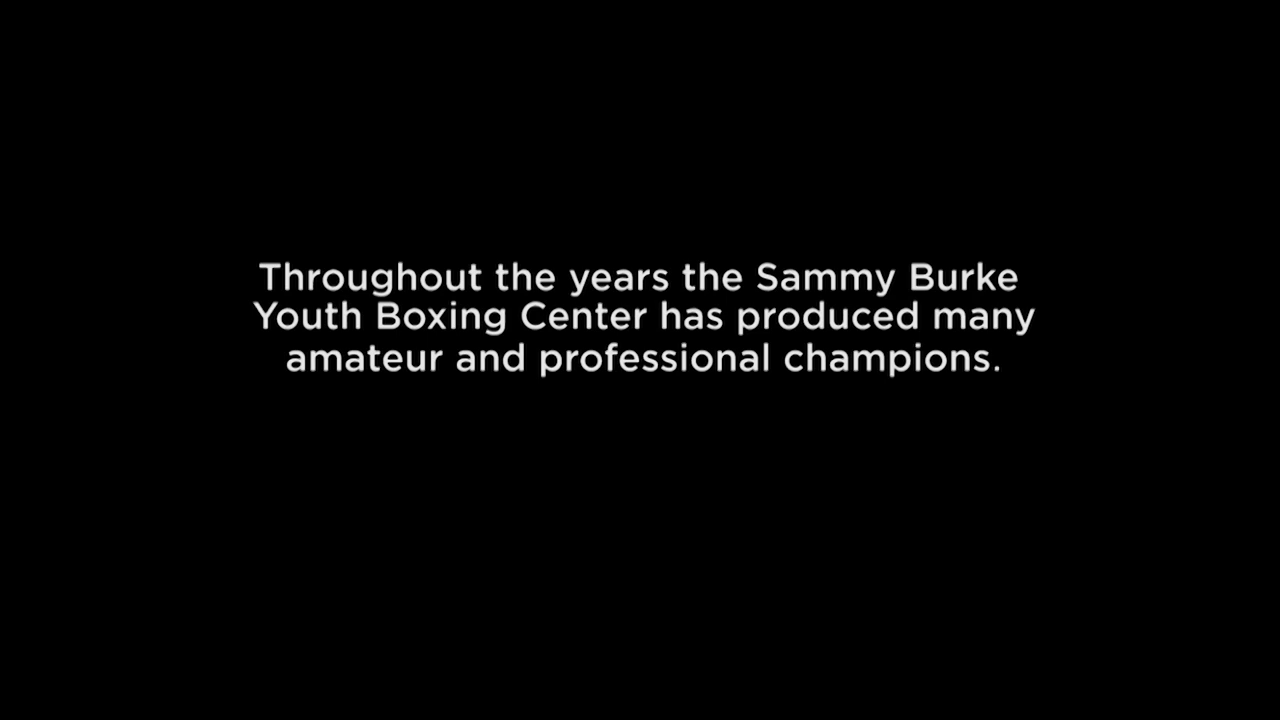 Throughout the years the Sammy Burke
Youth Boxing Center has produced many
amateur and professional champions.